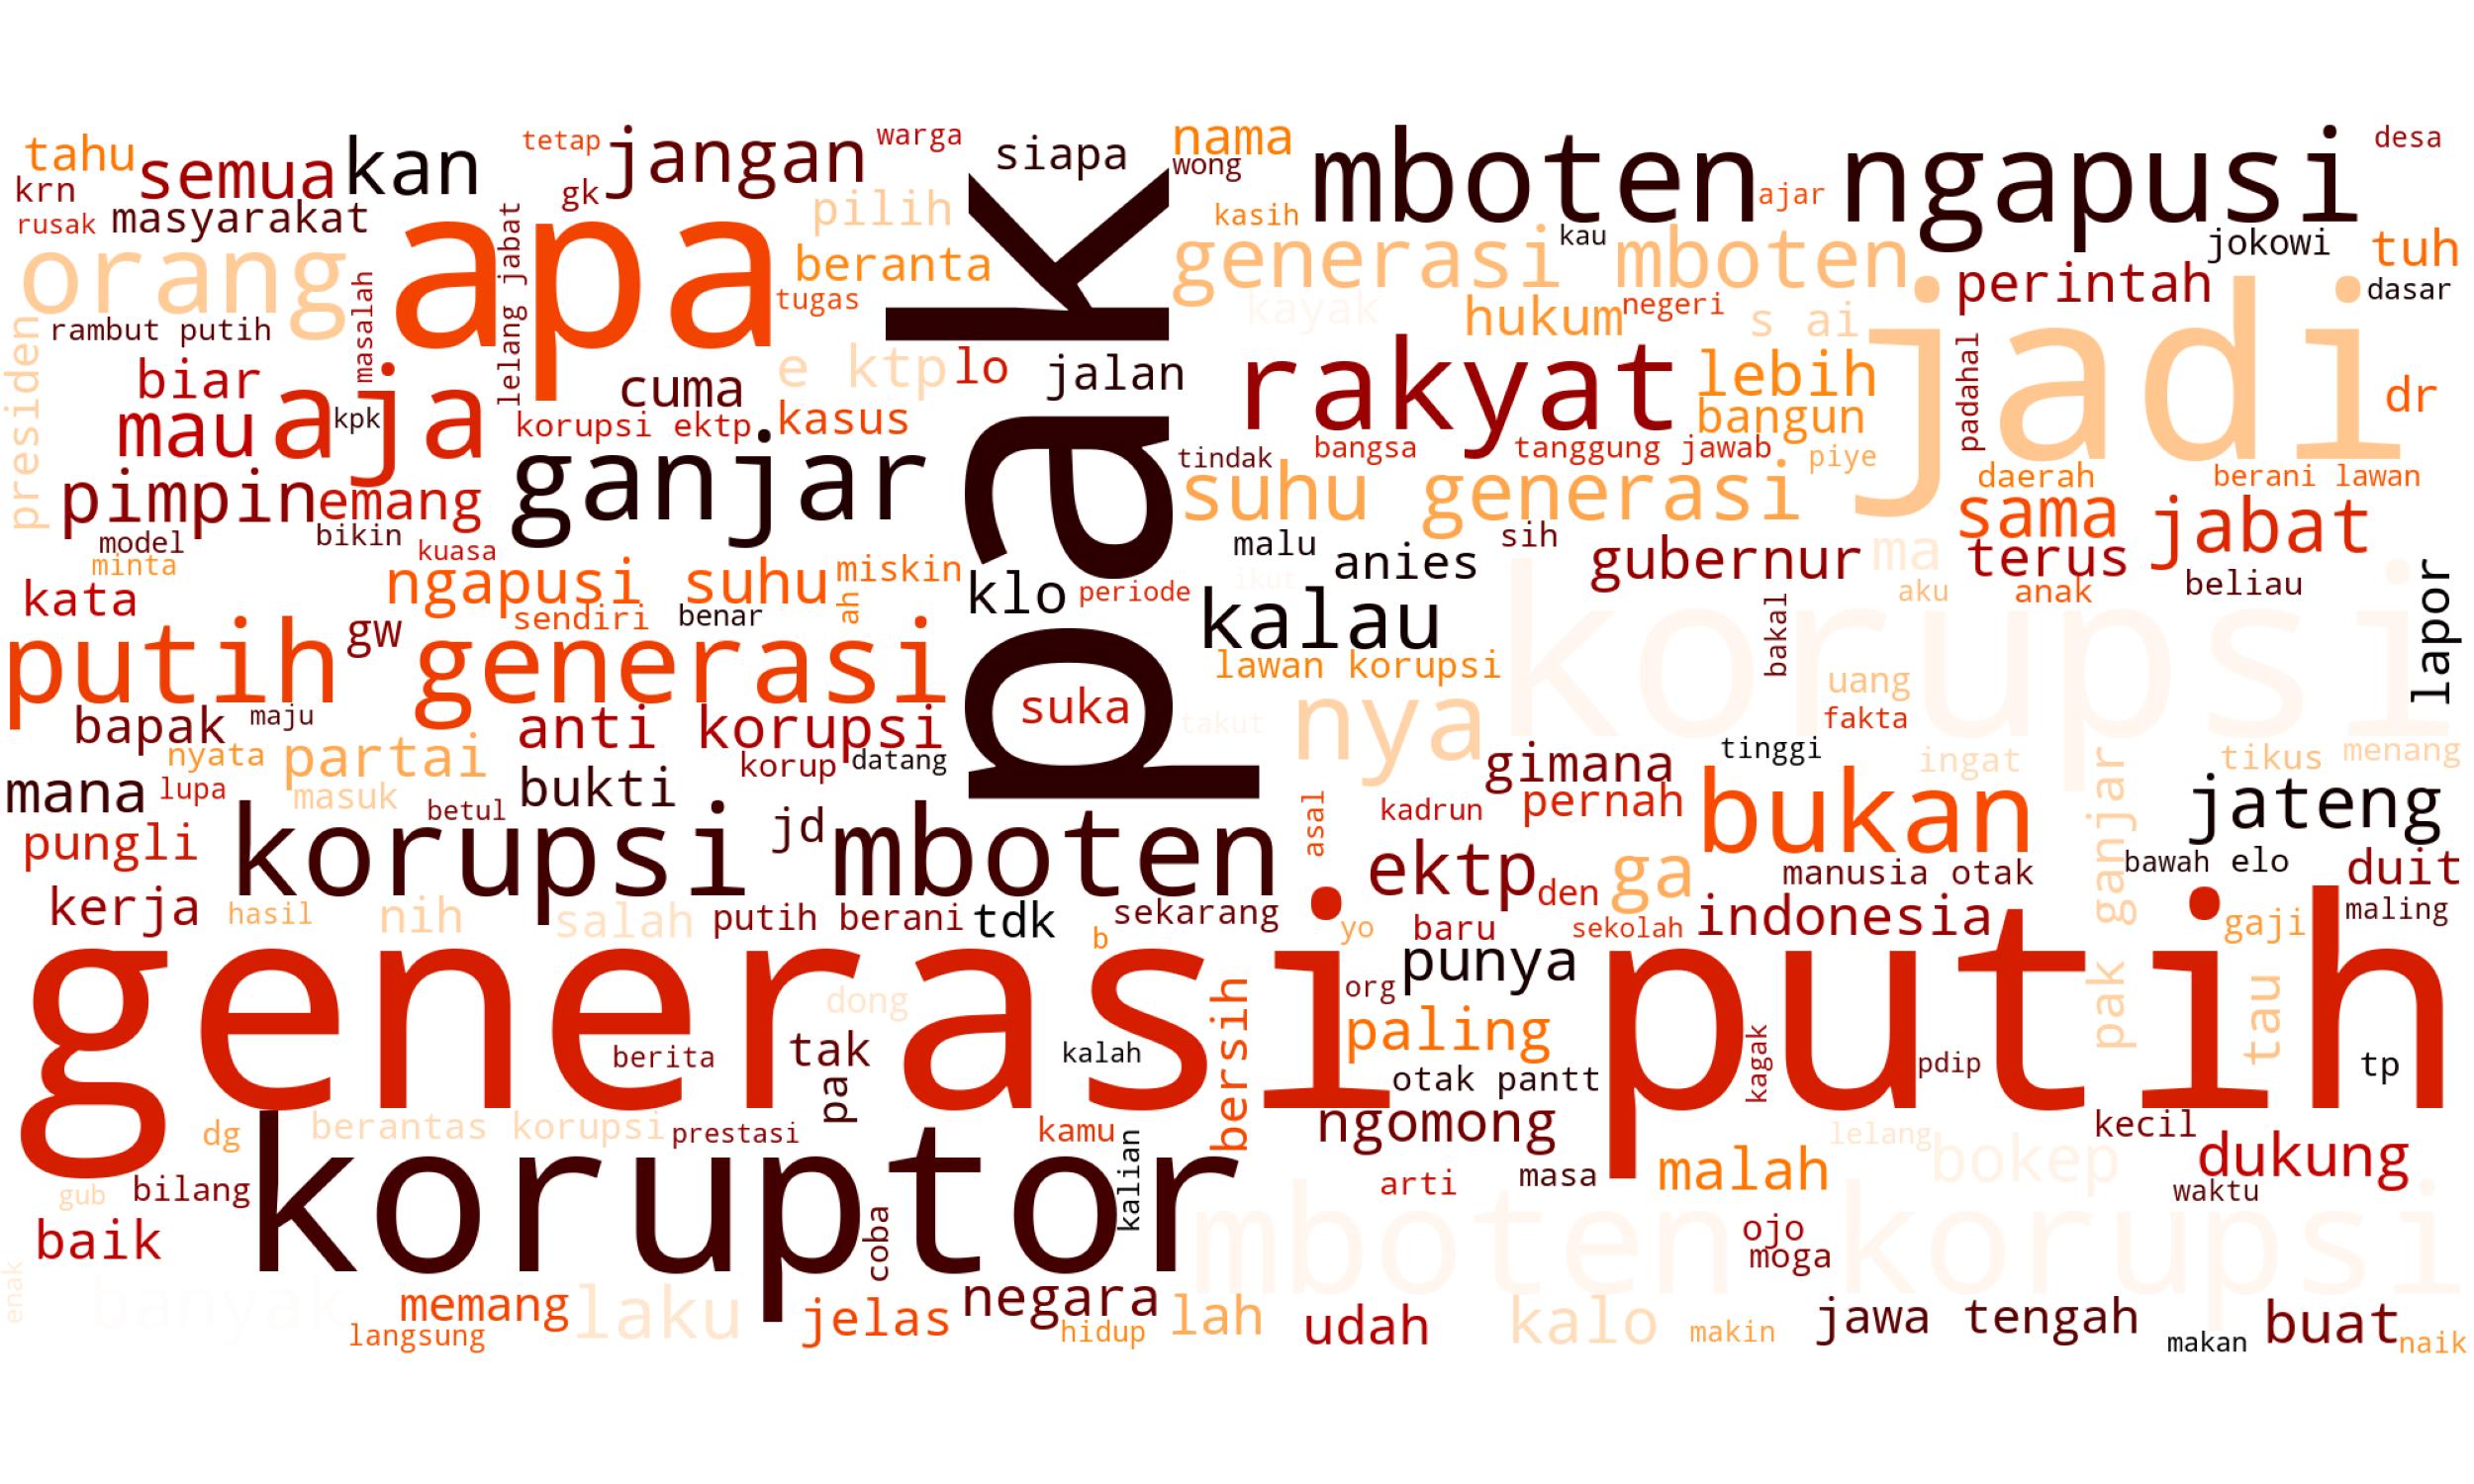 tahu
semua
kan
tetap
jangan
warga
siapa
nama
mboten ngapusi
desa
krn
gk
wong
ajar
rusak
masyarakat
apa
pilih
pak
kasih
generasi mboten
kau
jokowi
tuh
orang
beranta
perintah
dasar
masalah
lelang jabat
tugas
kayak
hukum
negeri
s ai
jadi
presiden
rambut putih
biar
aja
cuma
e ktp
lo
jalan
rakyat
lebih
padahal
dr
mau
kpk
korupsi ektp
kasus
bangun
pimpin
emang
ganjar
tindak
bangsa
tanggung jawab
piye
daerah
berani lawan
suhu generasi
sama
jabat
model
bikin
kuasa
minta
malu
anies
sih
gubernur
ma
terus
kata
ngapusi suhu
miskin
klo
periode
ikut
aku
anak
beliau
lapor
sendiri
benar
ah
kalau
korupsi
putih generasi
gw
bakal
lawan korupsi
uang
suka
bapak
maju
anti korupsi
takut
nya
fakta
nyata
partai
korup
datang
gimana
tinggi
ingat
tikus
menang
mana
lupa
masuk
bukti
betul
asal
kadrun
pernah
bukan
pak ganjar
jateng
pungli
korupsi mboten
jd
ektp
den
ga
manusia otak
bawah
elo
duit
kerja
hasil
nih
salah
putih berani
tdk
sekarang
b
yo
baru
sekolah
indonesia
gaji
maling
generasi putih
dong
bersih
org
punya
paling
tau
berita
tak
kalah
pa
otak pantt
kagak
pdip
tp
dg
berantas korupsi
prestasi
kamu
kalian
ngomong
lelang
kecil
gub
bilang
koruptor
arti
masa
malah
bokep
dukung
waktu
baik
coba
mboten korupsi
ojo
moga
enak
banyak
memang
laku
jelas
negara
hidup
lah
udah
kalo
makin
jawa tengah
makan
buat
naik
langsung